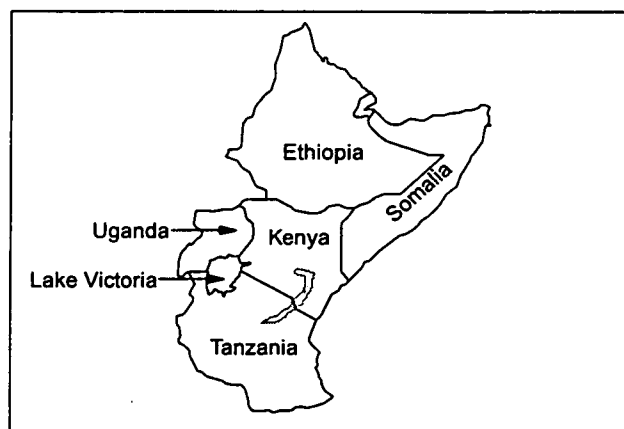 Ethiopia
Somalia
Uganda
Kenya
Lake Victoria
Tanzania